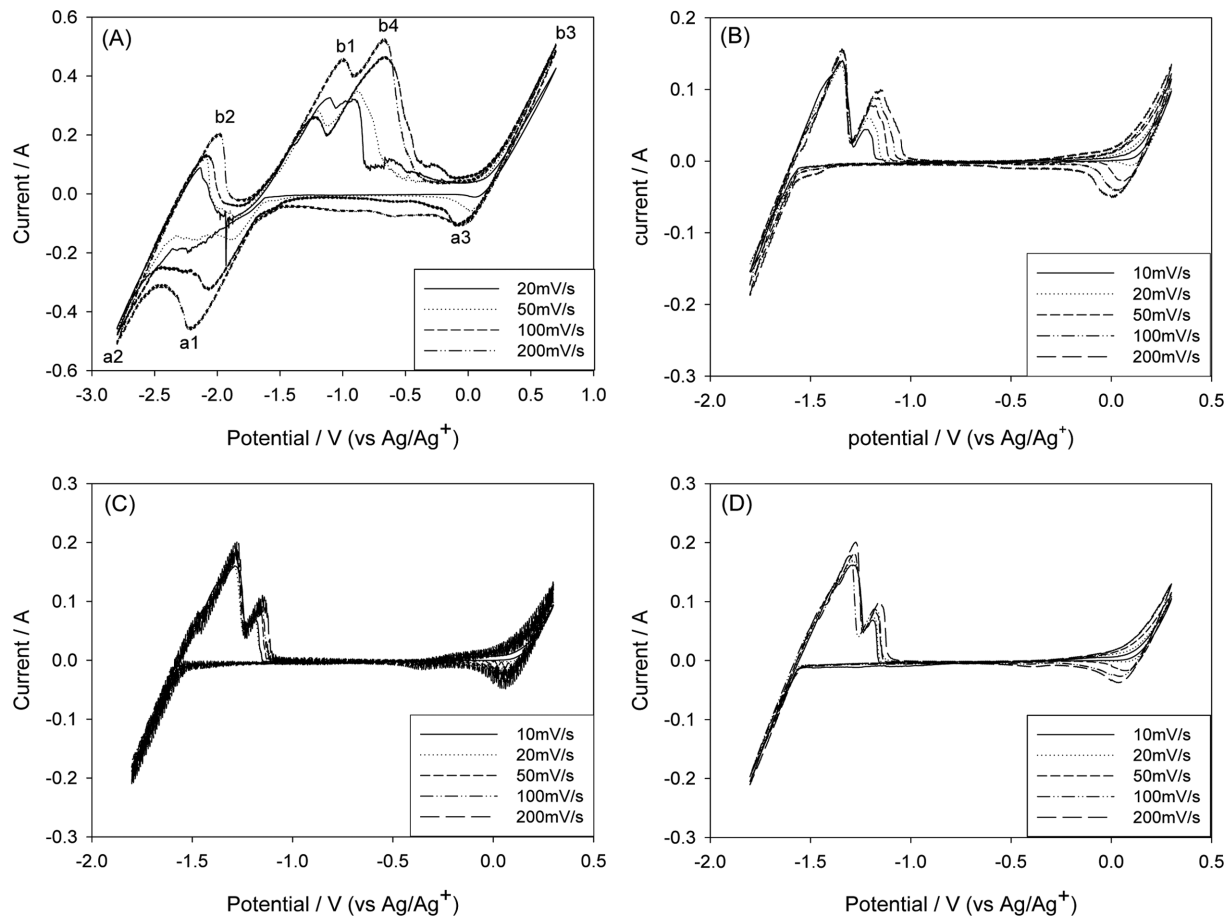 (A)
b1
b4
b3
b2
a3
a2
a1
0.6
0.4
0.2
0.0
-0.2
0.4
0.6
Current / A
-3.0 -2.5 -2.0 -1.5 -1.0 -0.5 0.0 0.5 1.0
Potential / V (vs Ag/Ag+)
20mV/s
50mV/s
100mV/s
200mV/s
(B)
0.2
0.1
0.0
-0.1
-0.2
-0.3
current / A
-2.0 -1.5 -1.0 -0.5 0.0 0.5
potential / V (vs Ag/Ag+)
10mV/s
20mV/s
50mV/s
100mV/s
200mV/s
(C)
0.3
0.2
0.1
0.0
-0.1
-0.2
-0.3
Current / A
-2.0 -1.5 -1.0 -0.5 0.0 0.5
Potential / V (vs Ag/Ag+)
10mV/s
20mV/s
50mV/s
100mV/s
200mV/s
(D)
0.3
0.2
0.1
0.0
-0.1
-0.2
-0.3
Current / A
-2.0 -1.5 -1.0 -0.5 0.0 0.5
Potential / V (vs Ag/Ag+)
10mV/s
20mV/s
50mV/s
100mV/s
200mV/s